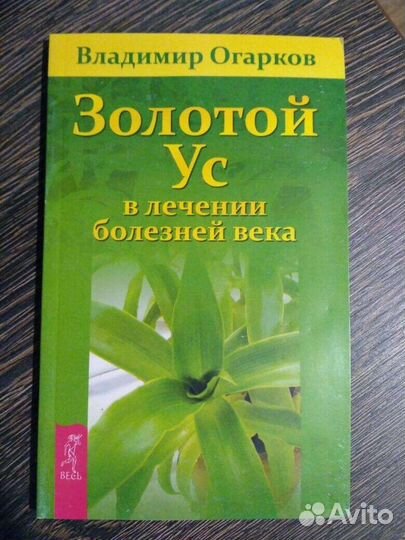 Владимир Огарков
Золотой
Ус
в лечении
болезней века
ВЕСЬ
Avito